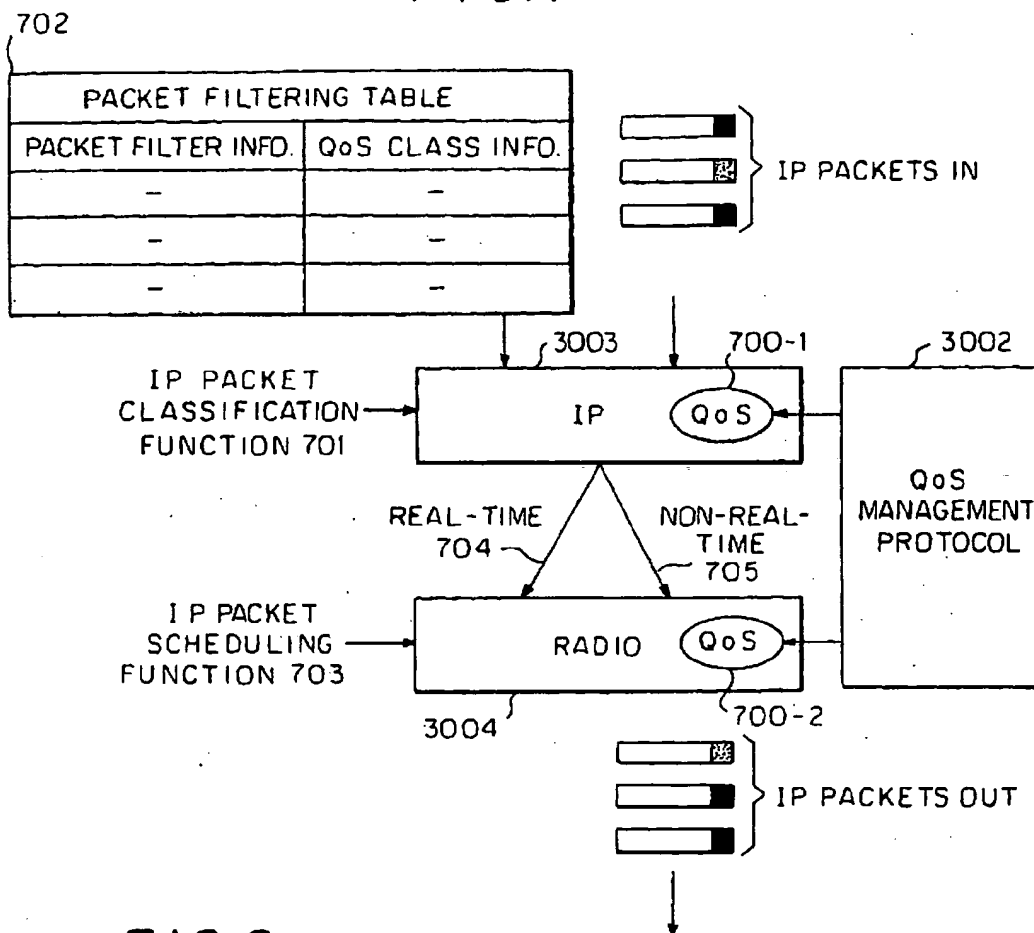 702
PACKET FILTERING TABLE
PACKET FILTER INFO. QoS CLASS INFO.
– –
– –
– –
IP PACKETS IN
3003
700-1
3002
IP PACKET
CLASSIFICATION
FUNCTION 701
IP
QoS
QoS
MANAGEMENT
PROTOCOL
REAL-TIME
704
NON-REAL-
TIME
705
IP PACKET
SCHEDULING
FUNCTION 703
RADIO
QoS
3004
700-2
IP PACKETS OUT